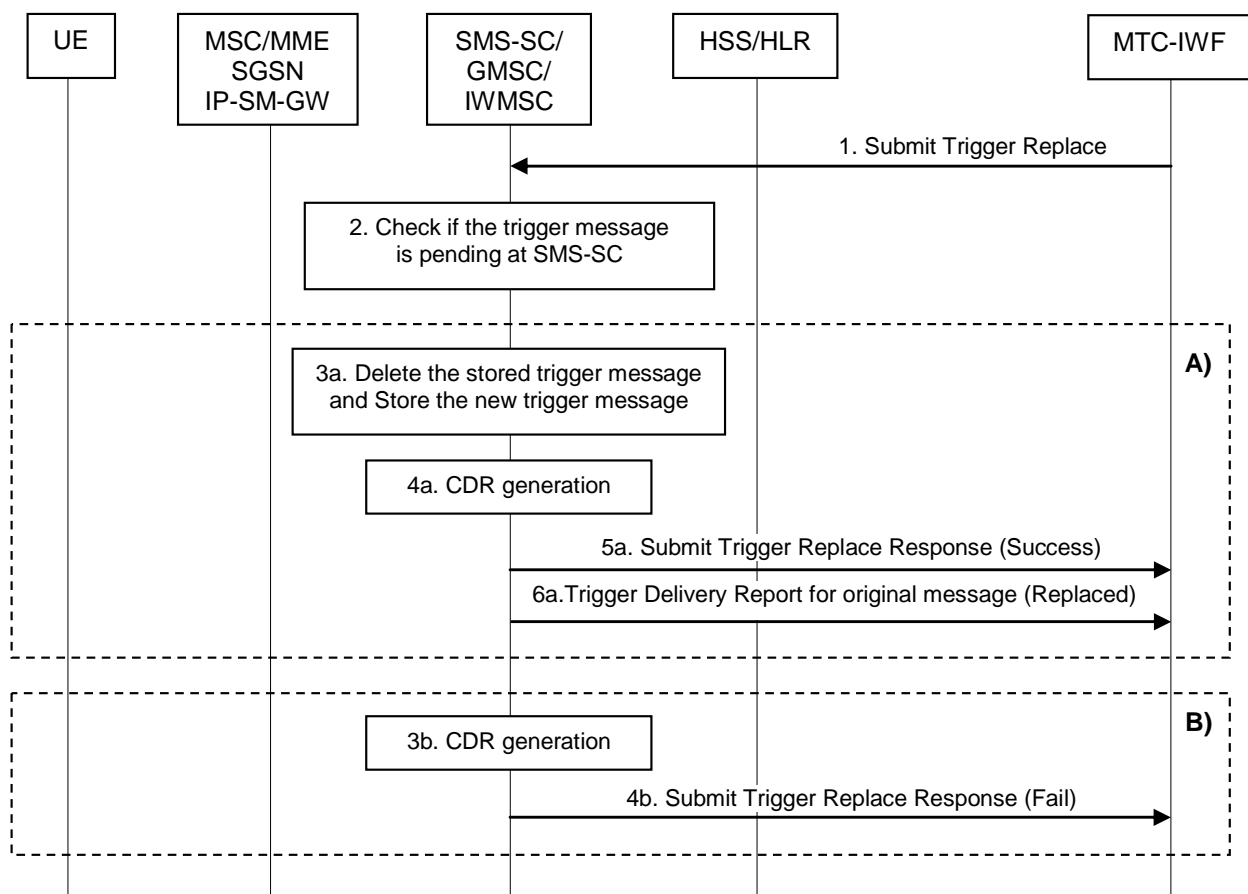 UE
MSC/MME
SGSN
IP-SM-GW
SMS-SC/
GMSC/
IWMSC
HSS/HLR
MTC-IWF
1. Submit Trigger Replace
2. Check if the trigger message
is pending at SMS-SC
A)
3a. Delete the stored trigger message
and Store the new trigger message
4a. CDR generation
5a. Submit Trigger Replace Response (Success)
6a.Trigger Delivery Report for original message (Replaced)
B)
3b. CDR generation
4b. Submit Trigger Replace Response (Fail)